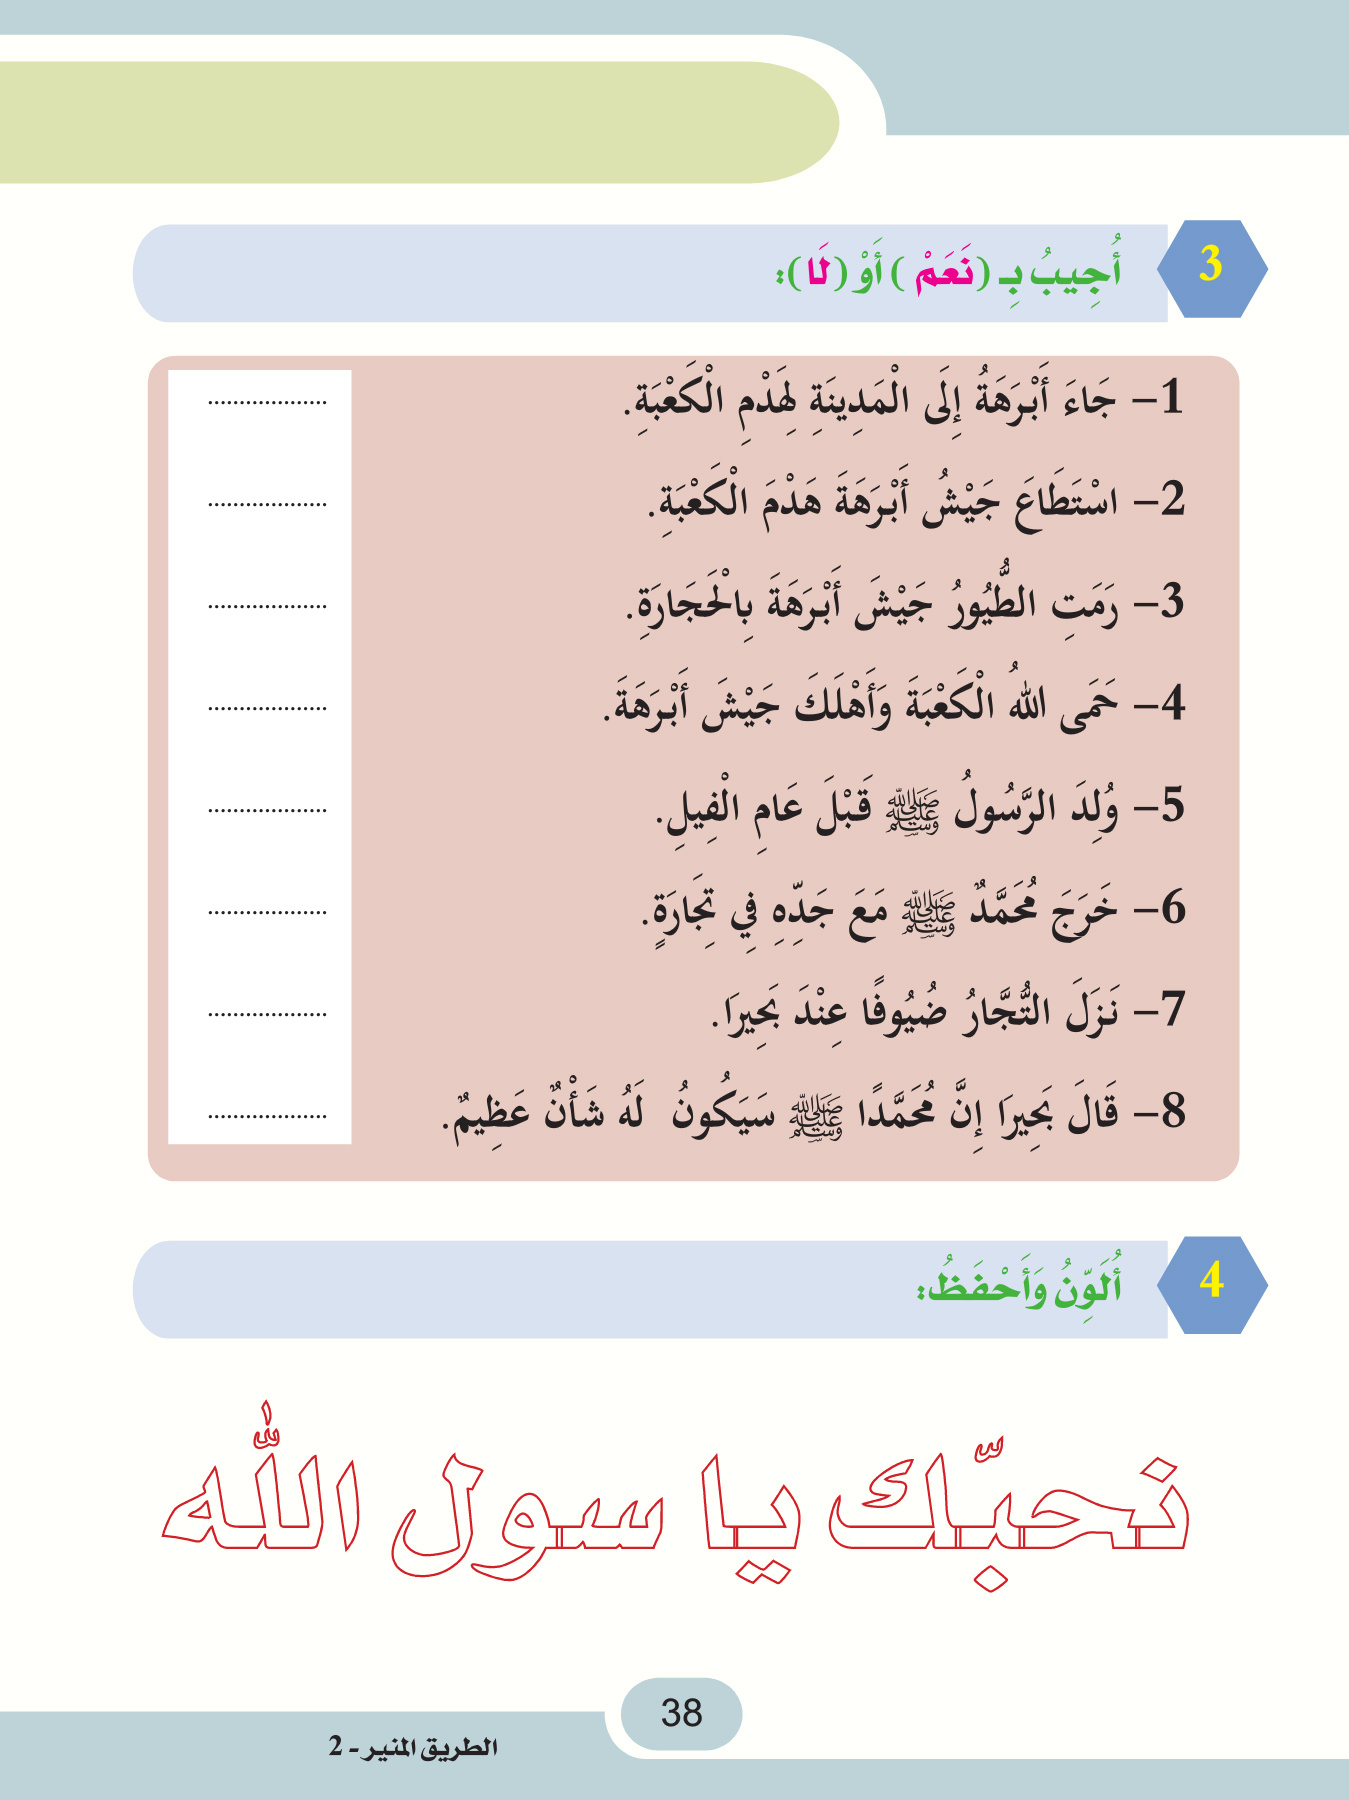 3 أُجِيبُ بِـ (نَعَمْ) أَوْ (لَا):
1- جَاءَ أَبْرَهَةُ إِلَى الْمَدِينَةِ لِهَدْمِ الْكَعْبَةِ. ..................
2- اسْتَطَاعَ جَيْشُ أَبْرَهَةَ هَدْمَ الْكَعْبَةِ. ..................
3- رَمَتِ الطُّيُورُ جَيْشَ أَبْرَهَةَ بِالْحَجَارَةِ. ..................
4- حَمَى اللهُ الْكَعْبَةَ وَأَهْلَكَ جَيْشَ أَبْرَهَةَ. ..................
5- وُلِدَ الرَّسُولُ ﷺ قَبْلَ عَامِ الْفِيلِ. ..................
6- خَرَجَ مُحَمَّدٌ ﷺ مَعَ جَدِّهِ فِي تِجَارَةٍ. ..................
7- نَزَلَ التُّجَّارُ ضُيُوفًا عِنْدَ بَحِيرَا. ..................
8- قَالَ بَحِيرَا إِنَّ مُحَمَّدًا ﷺ سَيَكُونُ لَهُ شَأْنٌ عَظِيمٌ. ..................
4 أُلَوِّنُ وَأَحْفَظُ:
نحبّك يا سول الله
38
الطريق المنير - 2